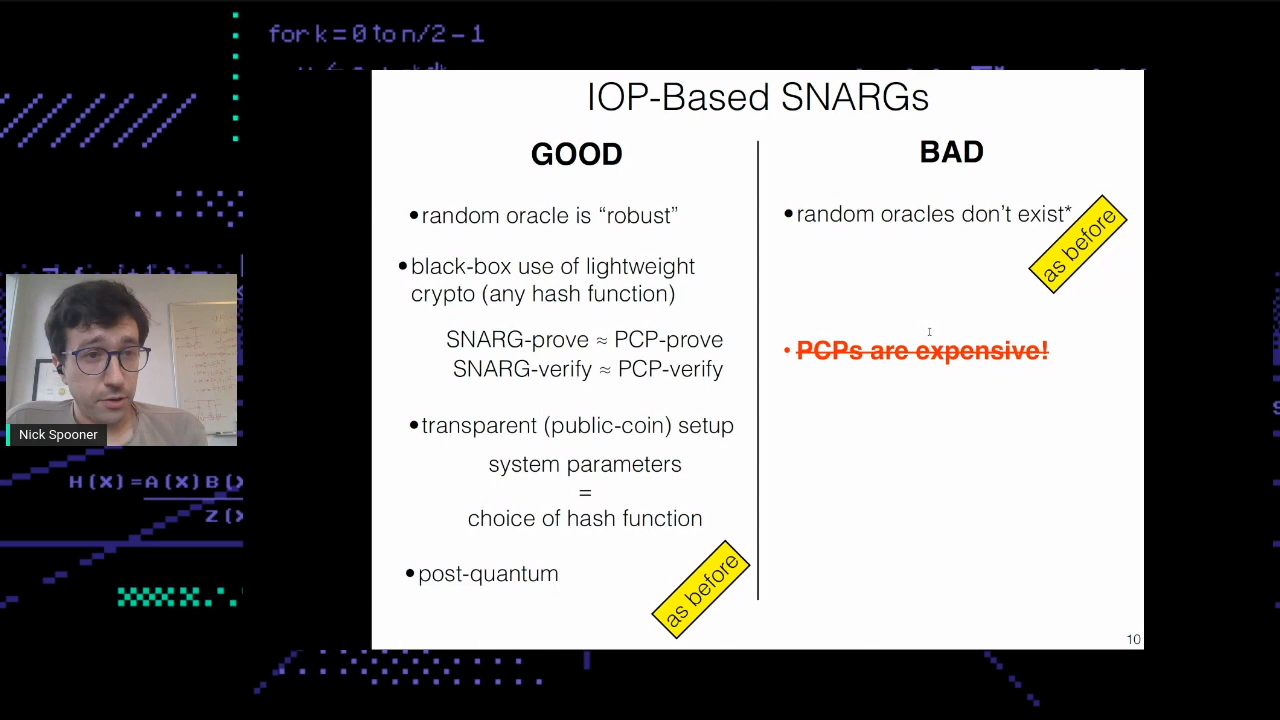 for k = 0 to n/2 - 1
IOP-Based SNARGs
GOOD
•random oracle is “robust”
•black-box use of lightweight
crypto (any hash function)
SNARG-prove ≈ PCP-prove
SNARG-verify ≈ PCP-verify
•transparent (public-coin) setup
system parameters
=
choice of hash function
•post-quantum
as before
BAD
•random oracles don’t exist*
as before
•PCPs are expensive!
10
Nick Spooner
H(X) =A(X)B(X
Z(X